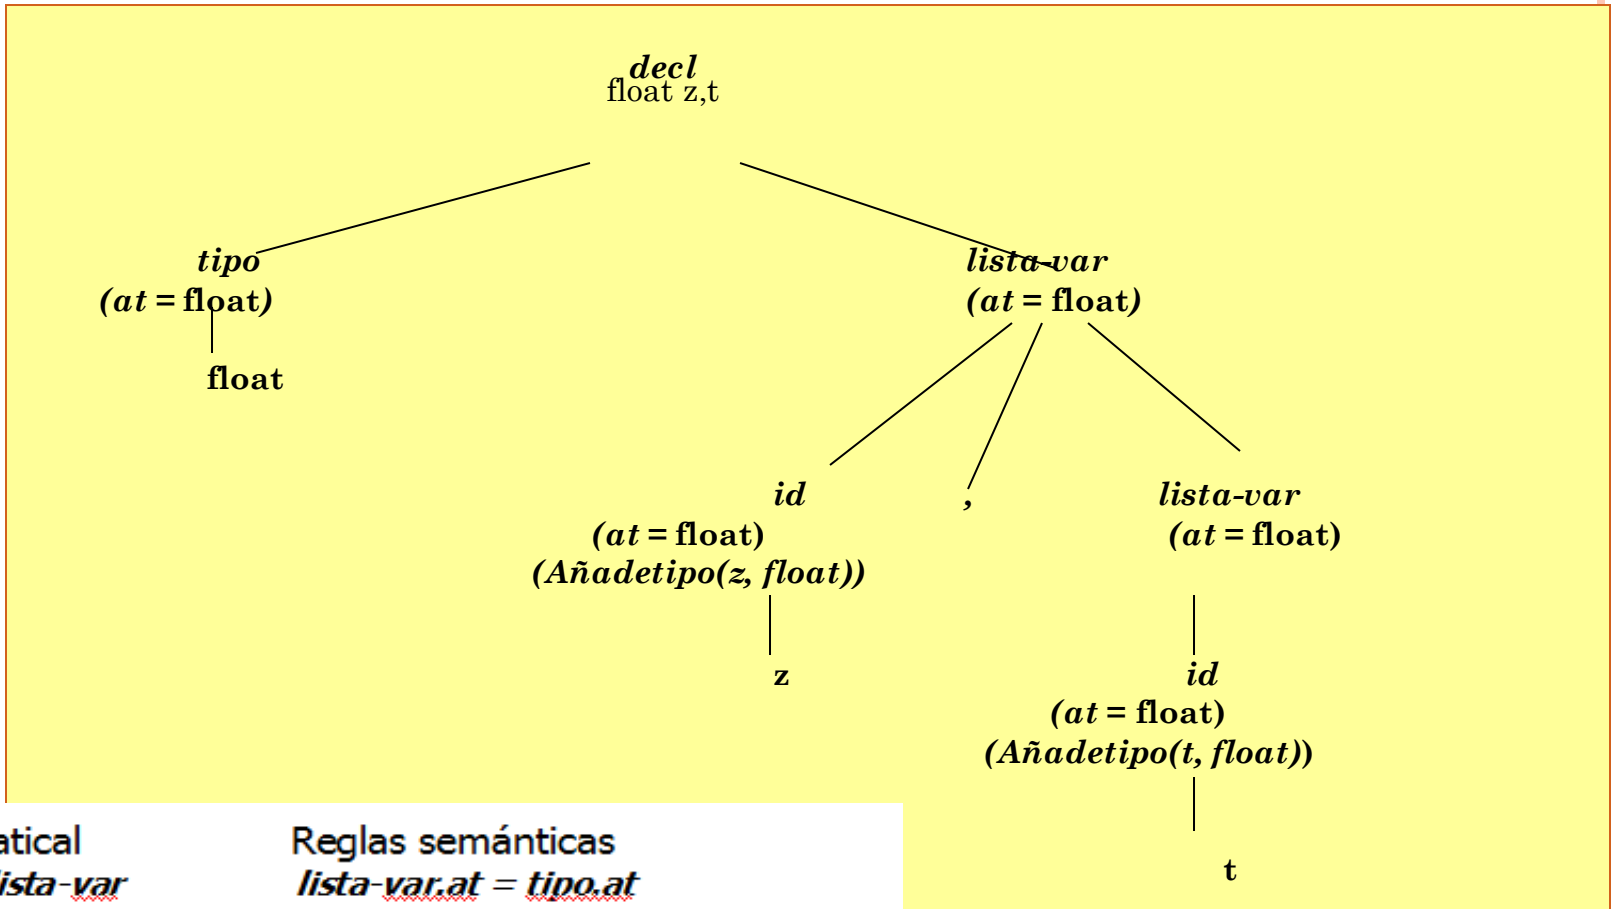 decl
float z,t
tipo
(at = float)
float
lista-var
(at = float)
id
(at = float)
(Añadetipo(z, float))
z
,
lista-var
(at = float)
id
(at = float)
(Añadetipo(t, float))
t
atical
Reglas semánticas
lista-var
lista-var.at = tipo.at